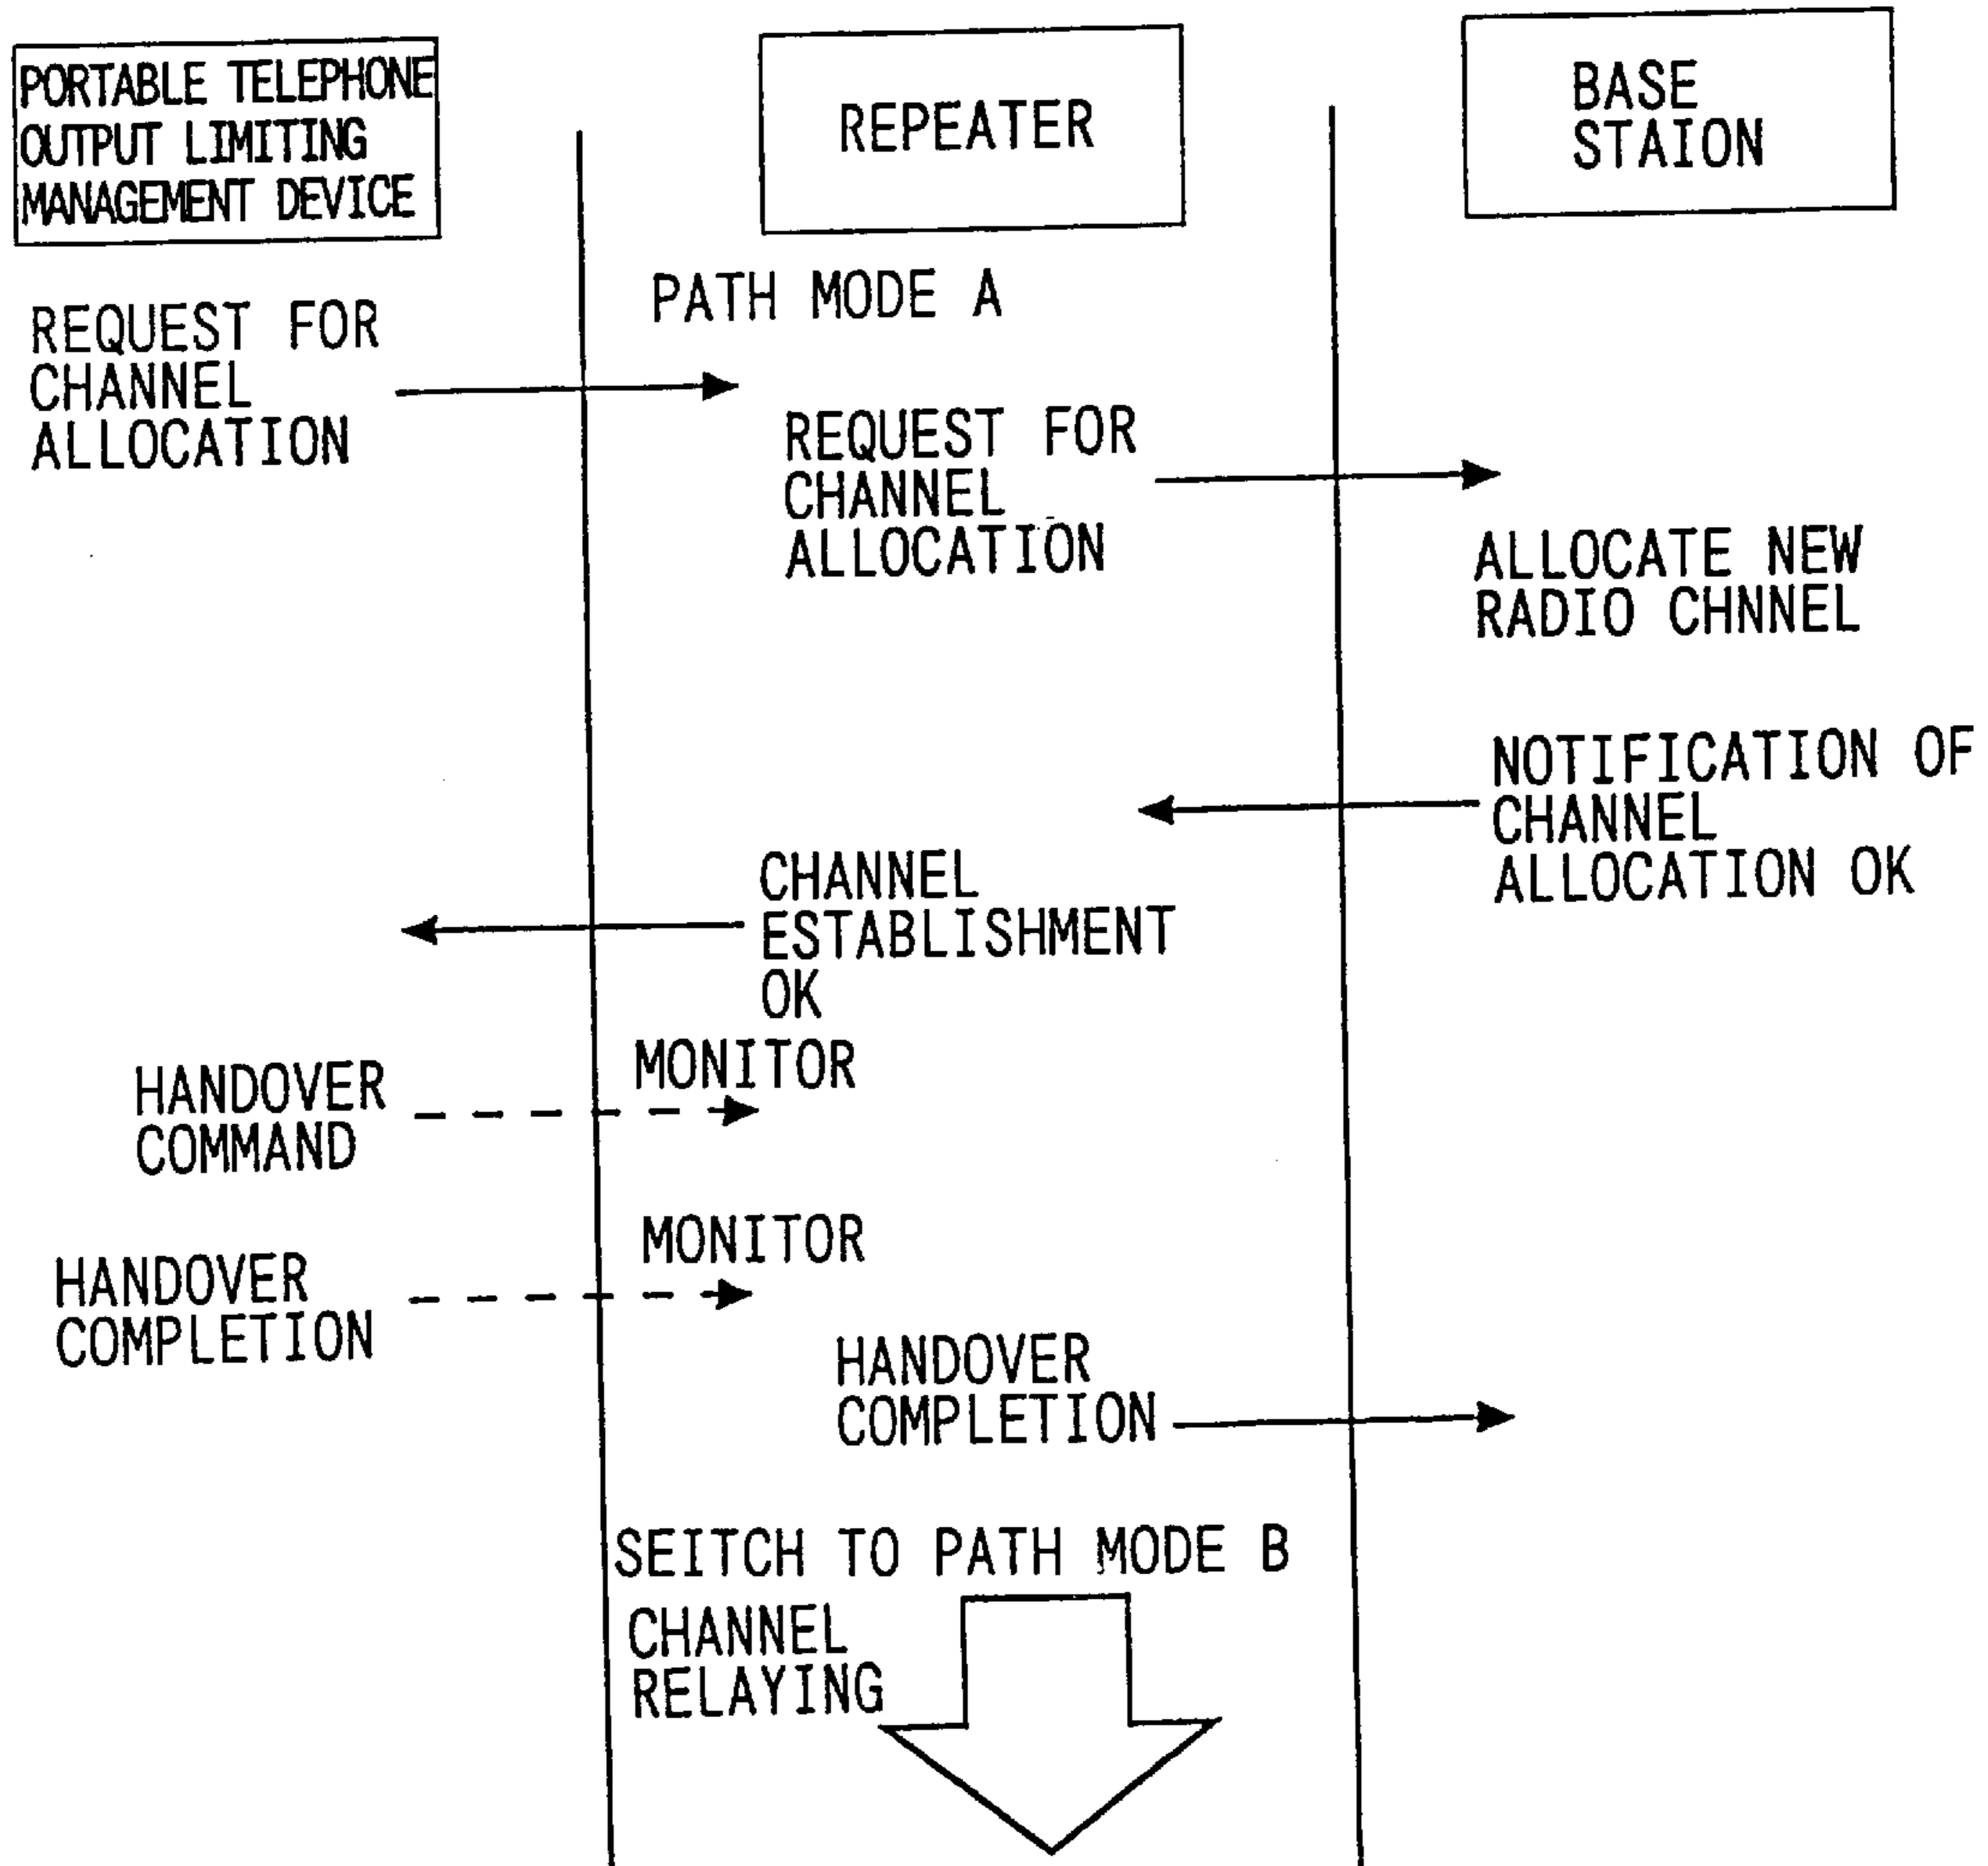 PORTABLE TELEPHONE
OUTPUT LIMITING
MANAGEMENT DEVICE
REPEATER
BASE
STAION
PATH MODE A
REQUEST FOR
CHANNEL
ALLOCATION
REQUEST FOR
CHANNEL
ALLOCATION
ALLOCATE NEW
RADIO CHNNEL
NOTIFICATION OF
CHANNEL
ALLOCATION OK
CHANNEL
ESTABLISHMENT
OK
MONITOR
HANDOVER
COMMAND
MONITOR
HANDOVER
COMPLETION
HANDOVER
COMPLETION
SEITCH TO PATH MODE B
CHANNEL
RELAYING